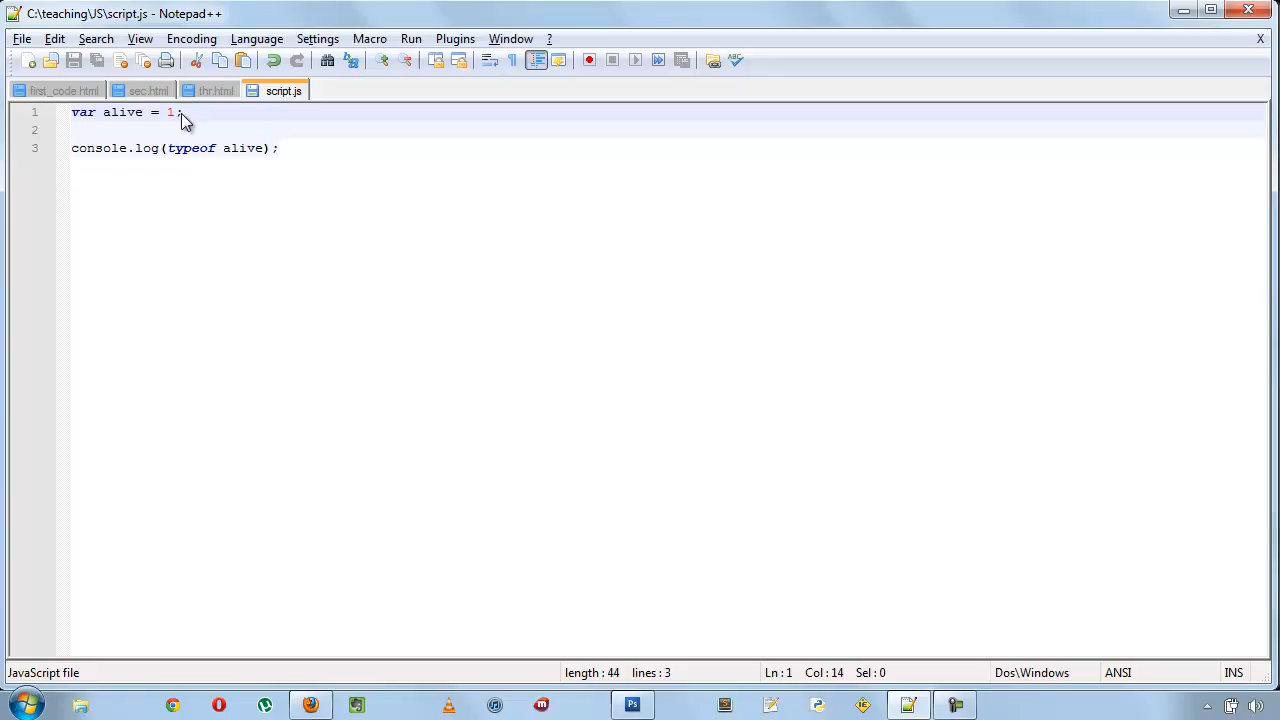 C:\teaching\JS\script.js - Notepad++
File Edit Search View Encoding Language Settings Macro Run Plugins Window ? X
first_code.html sec.html thr.html script.js
1 var alive = 1;
2
3 console.log(typeof alive);
JavaScript file length : 44 lines : 3 Ln : 1 Col : 14 Sel : 0 Dos\Windows ANSI INS
Ps